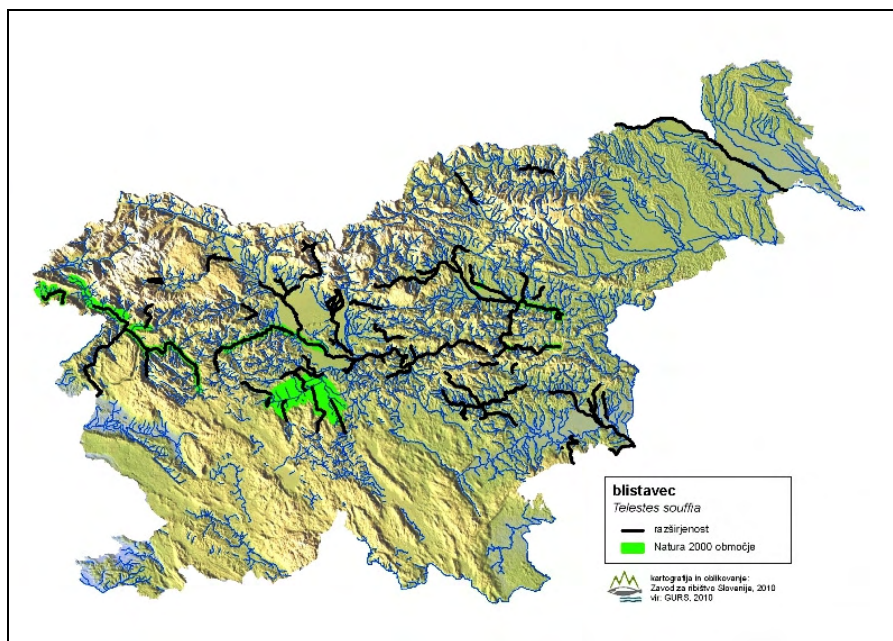 blistavec
Telestes souffia
razširjenost
Natura 2000 območje
kartografija in oblikovanje:
Zavod za ribištvo Slovenije, 2010
vir: GURS, 2010